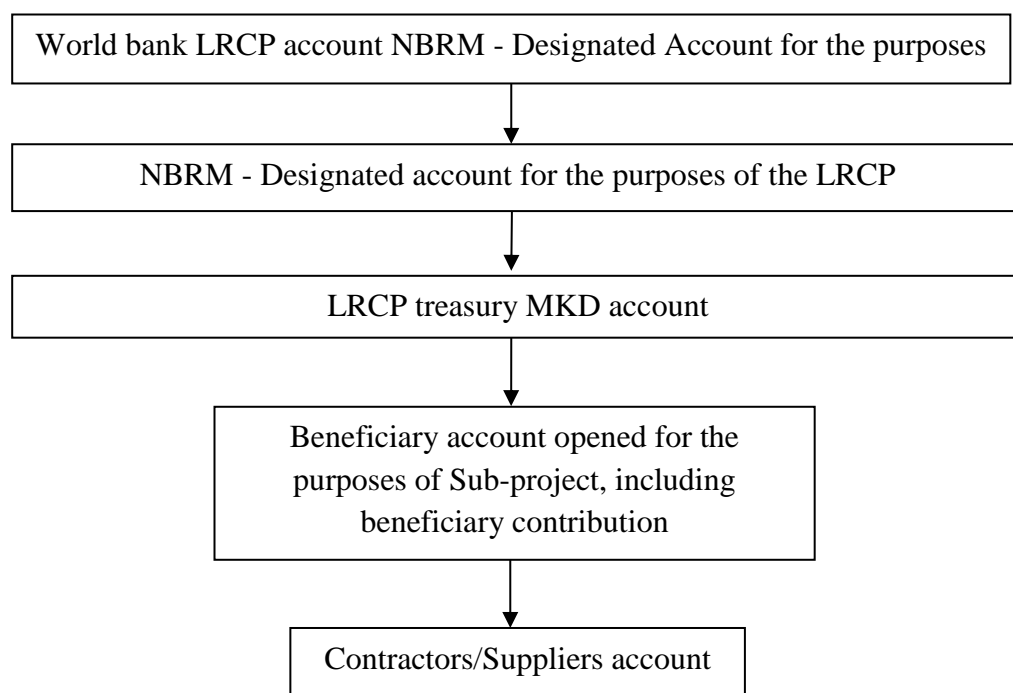 World bank LRCP account NBRM - Designated Account for the purposes
NBRM - Designated account for the purposes of the LRCP
LRCP treasury MKD account
Beneficiary account opened for the
purposes of Sub-project, including
beneficiary contribution
Contractors/Suppliers account